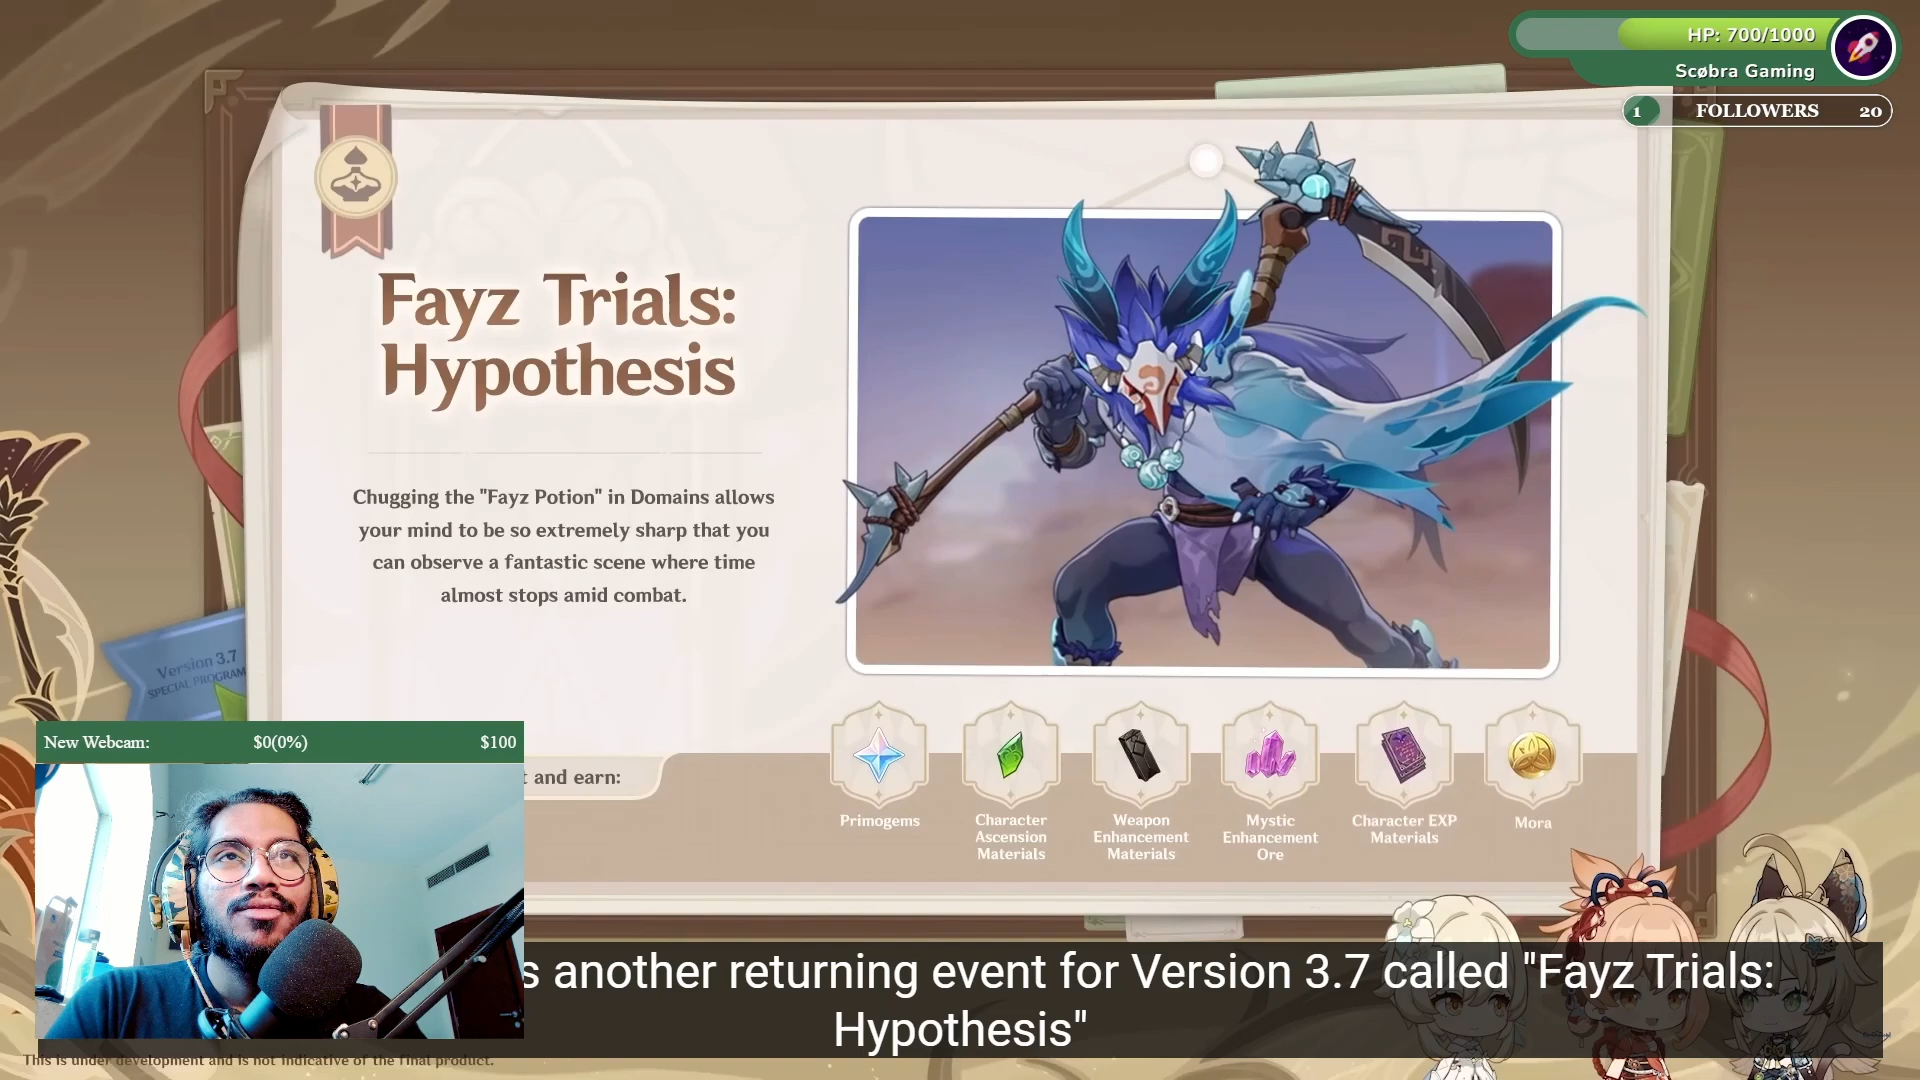 HP: 700/1000
Scøbra Gaming
1 FOLLOWERS 20
Fayz Trials:
Hypothesis
Chugging the "Fayz Potion" in Domains allows
your mind to be so extremely sharp that you
can observe a fantastic scene where time
almost stops amid combat.
Version 3.7
SPECIAL PROGRAM
New Webcam: $0(0%) $100
t and earn:
Primogems
Character
Ascension
Materials
Weapon
Enhancement
Materials
Mystic
Enhancement
Ore
Character EXP
Materials
Mora
s another returning event for Version 3.7 called "Fayz Trials:
Hypothesis"
This is under development and is not indicative of the final product.